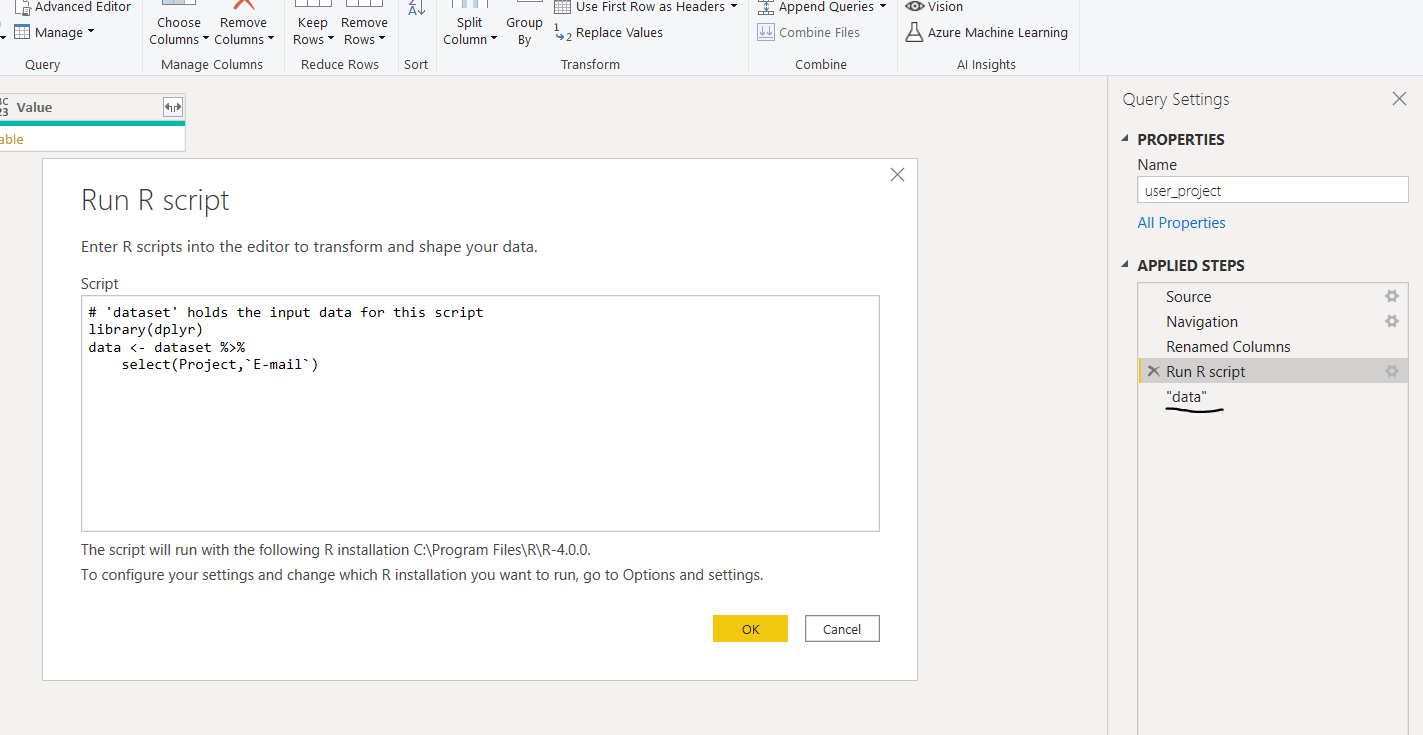 Advanced Editor
Manage
Choose Columns
Remove Columns
Keep Rows
Remove Rows
Split Column
Group By
Use First Row as Headers
1 2 Replace Values
Append Queries
Combine Files
Vision
Azure Machine Learning
Query
Manage Columns
Reduce Rows
Sort
Transform
Combine
AI Insights
Value
able
Query Settings
PROPERTIES
Name
user_project
All Properties
APPLIED STEPS
Source
Navigation
Renamed Columns
Run R script
"data"
Run R script
Enter R scripts into the editor to transform and shape your data.
Script
# 'dataset' holds the input data for this script
library(dplyr)
data <- dataset %>%
    select(Project,`E-mail`)
The script will run with the following R installation C:\Program Files\R\R-4.0.0.
To configure your settings and change which R installation you want to run, go to Options and settings.
OK
Cancel